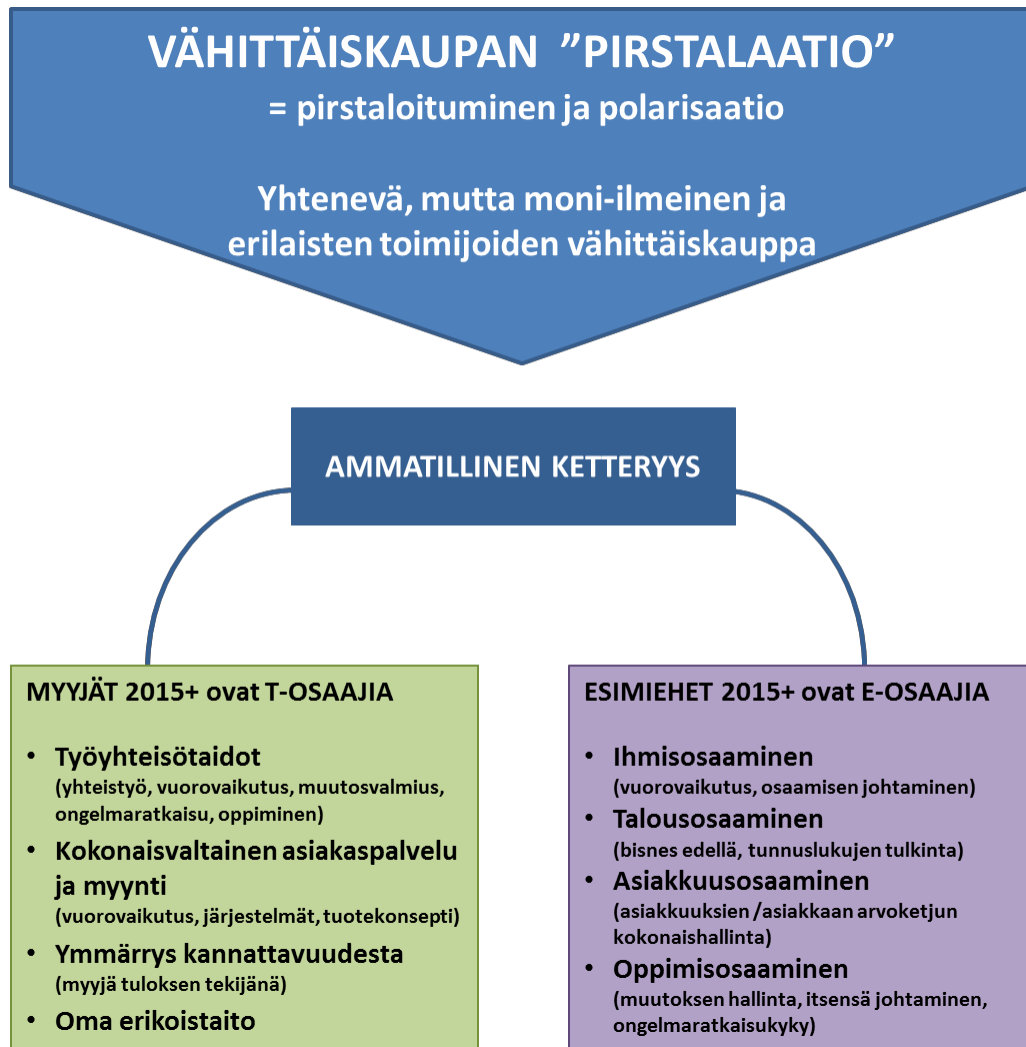 VÄHITTÄISKAUPAN ”PIRSTALAATIO”
= pirstaloituminen ja polarisaatio
Yhtenevä, mutta moni-ilmeinen ja
erilaisten toimijoiden vähittäiskauppa
AMMATILLINEN KETTERYYS
MYYJÄT 2015+ ovat T-OSAAJIA
• Työyhteisötaidot
(yhteistyö, vuorovaikutus, muutosvalmius,
ongelmaratkaisu, oppiminen)
• Kokonaisvaltainen asiakaspalvelu
ja myynti
(vuorovaikutus, järjestelmät, tuotekonsepti)
• Ymmärrys kannattavuudesta
(myyjä tuloksen tekijänä)
• Oma erikoistaito
ESIMIEHET 2015+ ovat E-OSAAJIA
• Ihmisosaaminen
(vuorovaikutus, osaamisen johtaminen)
• Talousosaaminen
(bisnes edellä, tunnuslukujen tulkinta)
• Asiakkuusosaaminen
(asiakkuuksien /asiakkaan arvoketjun
kokonaishallinta)
• Oppimisosaaminen
(muutoksen hallinta, itsensä johtaminen,
ongelmaratkaisukyky)